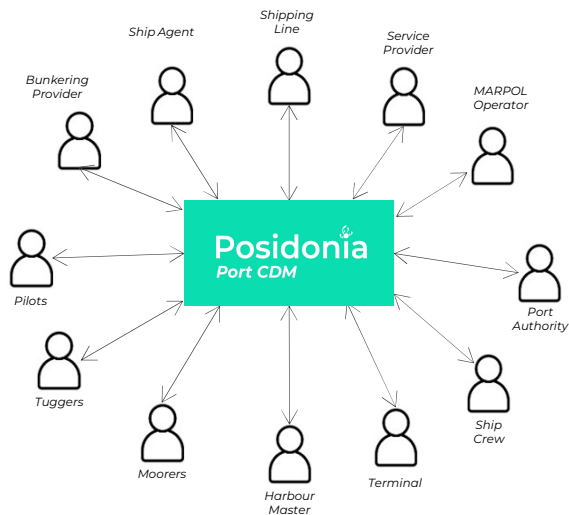 Shipping
Line
Ship Agent
Service
Provider
Bunkering
Provider
MARPOL
Operator
Posidonia
Port CDM
Pilots
Port
Authority
Tuggers
Ship
Crew
Moorers
Terminal
Harbour
Master